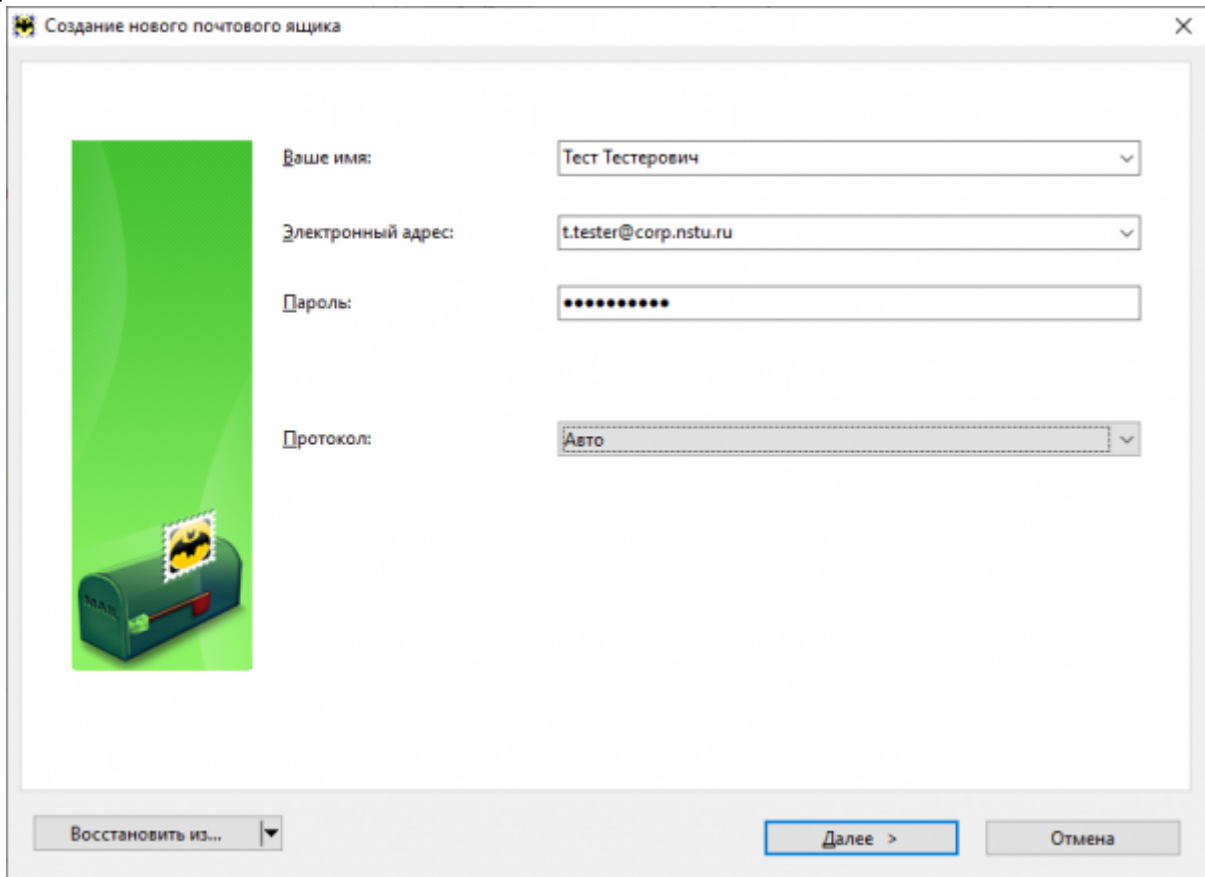 Создание нового почтового ящика
Ваше имя: Тест Тестерович
Электронный адрес: t.tester@corp.nstu.ru
Пароль: ●●●●●●●●●●
Протокол: Авто
MAIL
Восстановить из... Далее > Отмена